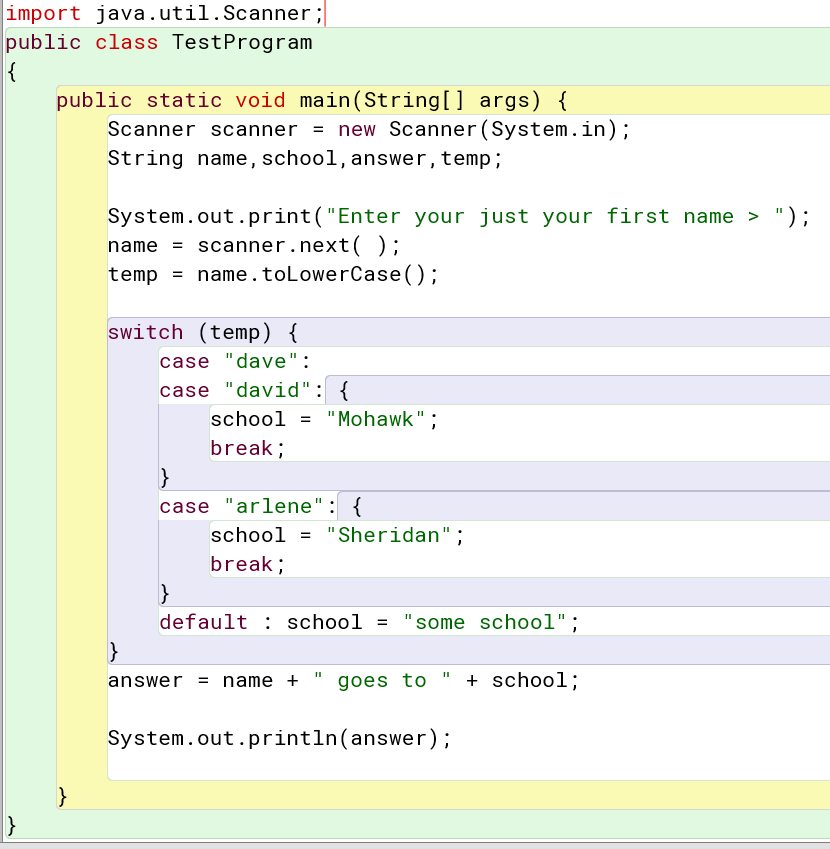 import java.util.Scanner;
public class TestProgram
{
public static void main(String[] args) {
Scanner scanner = new Scanner(System.in);
String name,school,answer,temp;
System.out.print("Enter your just your first name > ");
name = scanner.next( );
temp = name.toLowerCase();
switch (temp) {
case "dave":
case "david": {
school = "Mohawk";
break;
}
case "arlene": {
school = "Sheridan";
break;
}
default : school = "some school";
}
answer = name + " goes to " + school;
System.out.println(answer);
}
}